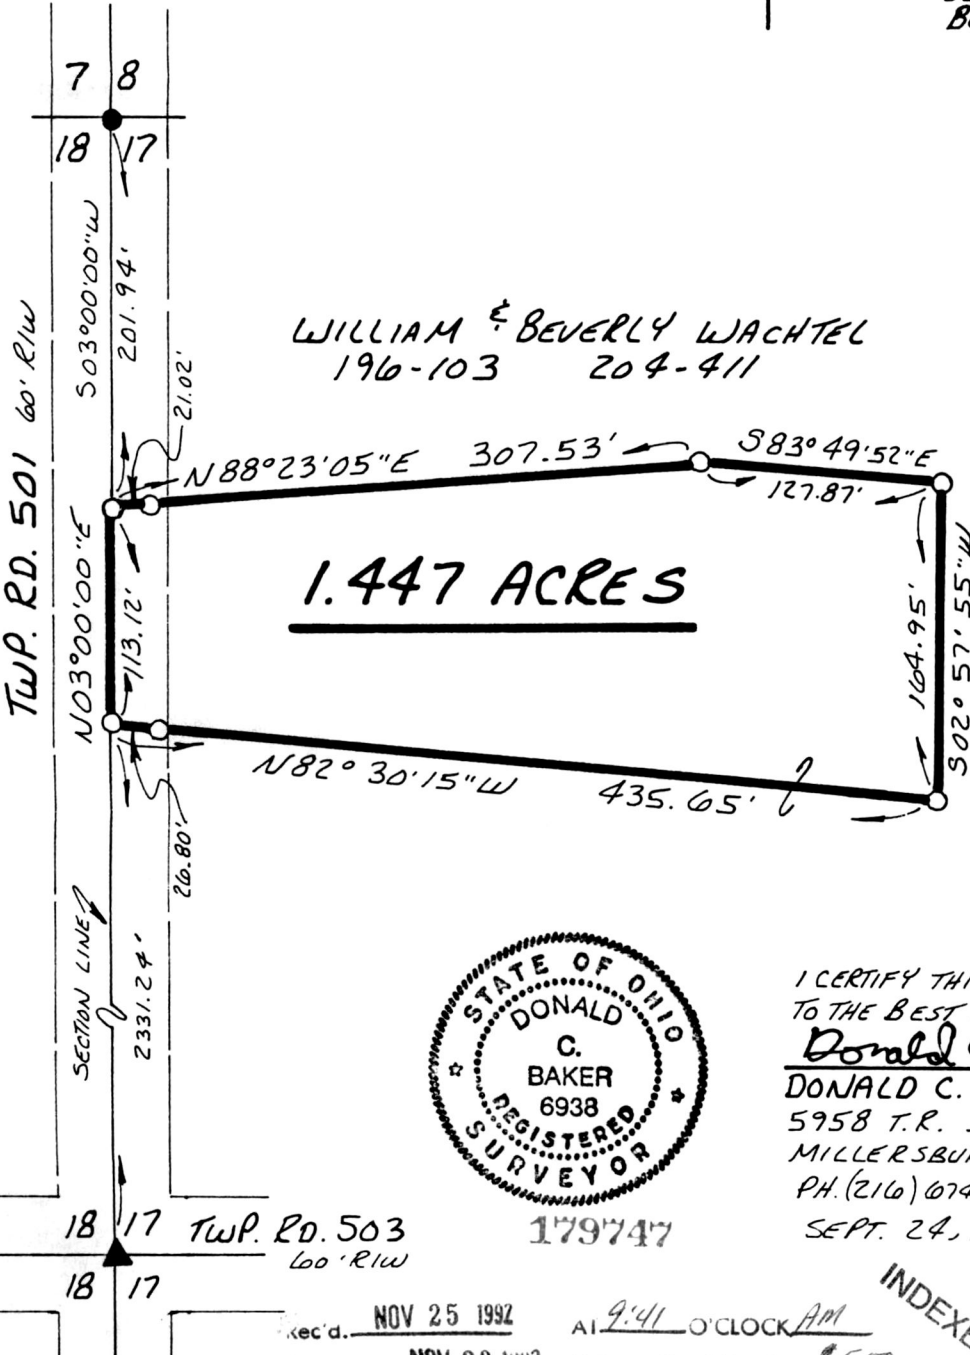 7 8
18 17
S03°00'00"W
201.94'
TWP. RD. 501 60' R/W
21.02'
WILLIAM & BEVERLY WACHTEL
196-103 204-411
N88°23'05"E 307.53'
S83°49'52"E
127.87'
N03°00'00"E
113.12'
1.447 ACRES
164.95'
S02°57'55"W
N82°30'15"W 435.65'
26.80'
SECTION LINE
2331.24'
STATE OF OHIO
DONALD
C.
BAKER
6938
REGISTERED
SURVEYOR
179747
I CERTIFY
TO THE BEST
Donald
DONALD C.
5958 T.R.
PH. (216) 674
SEPT. 24,
18 17 TWP. RD. 503
60' R/W
18 17
Rec'd. NOV 25 1992 At 9:41 O'CLOCK AM